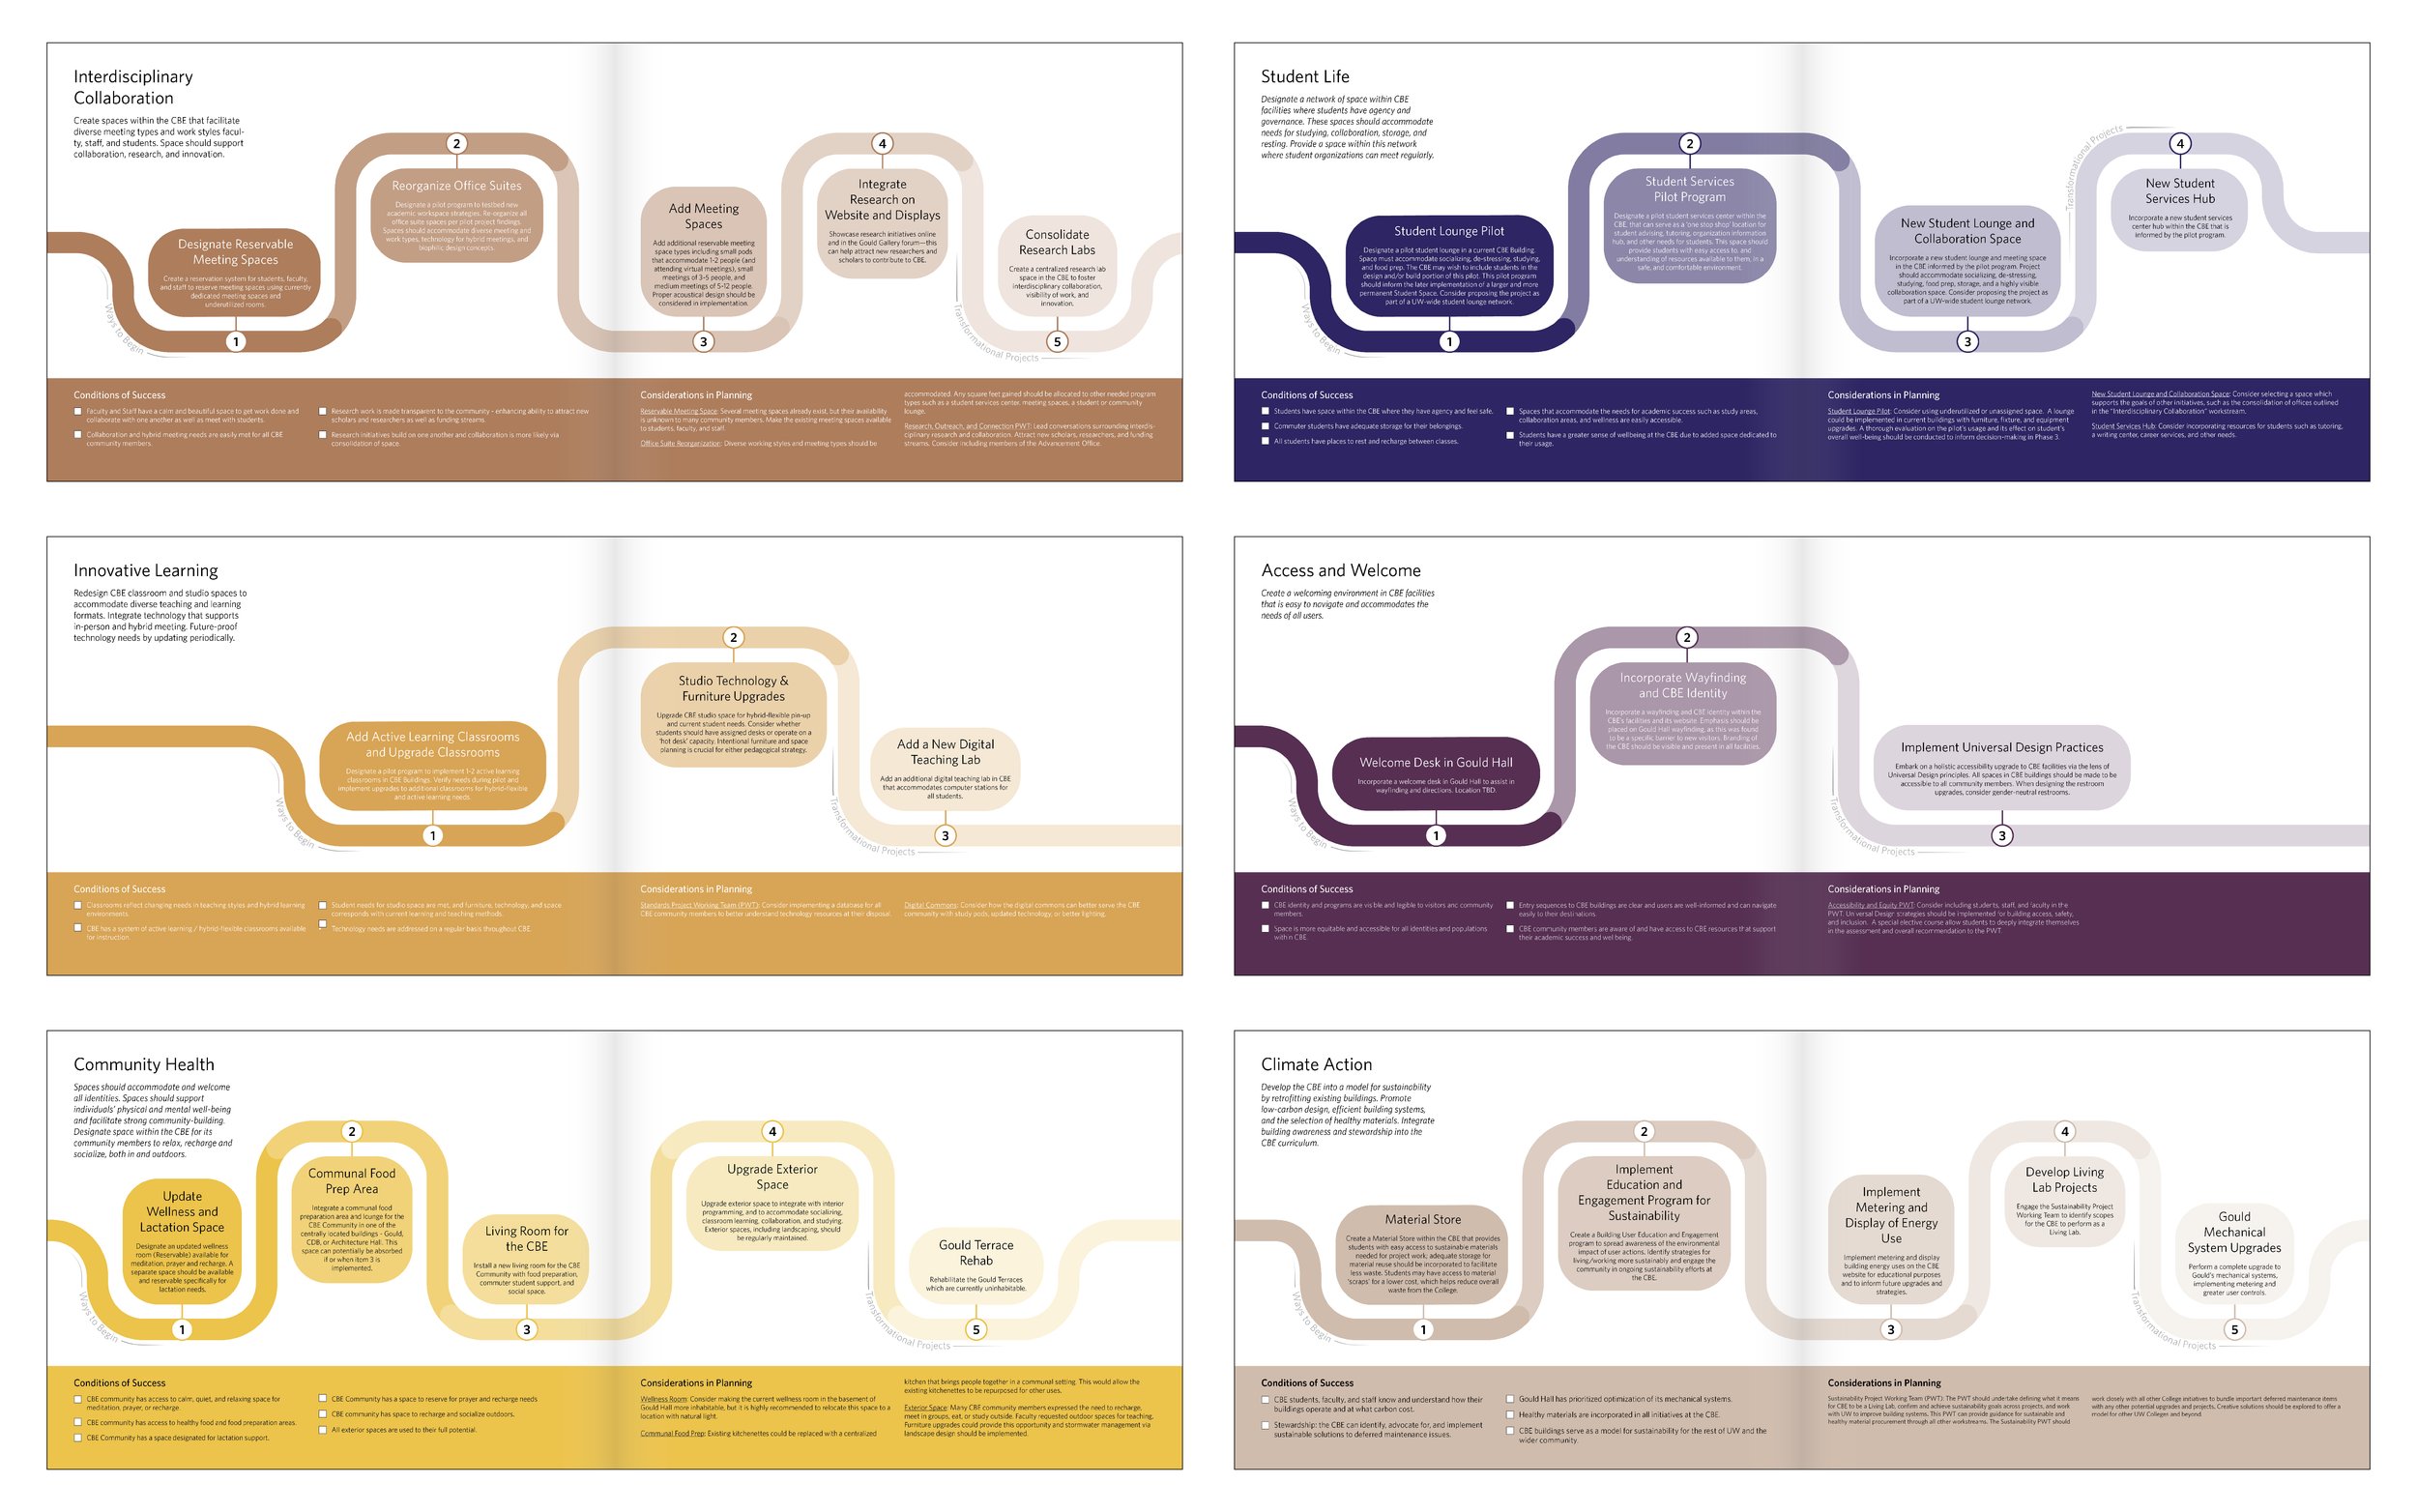 Interdisciplinary
Collaboration
Create spaces within the CBE that facilitate
diverse meeting types and work styles facul-
ty, staff, and students. Space should support
collaboration, research, and innovation.
Ways to Begin
Designate Reservable
Meeting Spaces
Create a reservation system for students, faculty,
and staff to reserve meeting spaces using currently
dedicated meeting spaces and
underutilized rooms.
1
2
Reorganize Office Suites
Designate a pilot program to testbed new
academic workspace strategies. Re-organize all
office suite spaces per pilot project findings.
Spaces should accommodate diverse meeting and
work types, technology for hybrid meetings, and
biophilic design concepts.
Add Meeting
Spaces
Add additional reservable meeting
space types including small pods
that accommodate 1-2 people (and
attending virtual meetings), small
meetings of 3-5 people, and
medium meetings of 5-12 people.
Proper acoustical design should be
considered in implementation.
3
4
Integrate
Research on
Website and Displays
Showcase research initiatives online
and in the Gould Gallery forum—this
can help attract new researchers and
scholars to contribute to CBE.
Transformational Projects
Consolidate
Research Labs
Create a centralized research lab
space in the CBE to foster
interdisciplinary collaboration,
visibility of work, and
innovation.
5
Conditions of Success
Faculty and Staff have a calm and beautiful space to get work done and
collaborate with one another as well as meet with students.
Collaboration and hybrid meeting needs are easily met for all CBE
community members.
Research work is made transparent to the community - enhancing ability to attract new
scholars and researchers as well as funding streams.
Research initiatives build on one another and collaboration is more likely via
consolidation of space.
Considerations in Planning
Reservable Meeting Space: Several meeting spaces already exist, but their availability
is unknown to many community members. Make the existing meeting spaces available
to students, faculty, and staff.
Office Suite Reorganization: Diverse working styles and meeting types should be
accommodated. Any square feet gained should be allocated to other needed program
types such as a student services center, meeting spaces, a student or community
lounge.
Research, Outreach, and Connection PWT: Lead conversations surrounding interdis-
ciplinary research and collaboration. Attract new scholars, researchers, and funding
streams. Consider including members of the Advancement Office.
Student Life
Designate a network of space within CBE
facilities where students have agency and
governance. These spaces should accommodate
needs for studying, collaboration, storage, and
resting. Provide a space within this network
where student organizations can meet regularly.
Ways to Begin
Student Lounge Pilot
Designate a pilot student lounge in a current CBE Building.
Space must accommodate socializing, de-stressing, studying,
and food prep. The CBE may wish to include students in the
design and/or build portion of this pilot. This pilot program
should inform the later implementation of a larger and more
permanent Student Space. Consider proposing the project as
part of a UW-wide student lounge network.
1
2
Student Services
Pilot Program
Designate a pilot student services center within the
CBE, that can serve as a 'one stop shop' location for
student advising, tutoring, organization information
hub, and other needs for students. This space should
provide students with easy access to, and
understanding of resources available to them, in a
safe, and comfortable environment.
New Student Lounge and
Collaboration Space
Incorporate a new student lounge and meeting space
in the CBE informed by the pilot program. Project
should accommodate socializing, de-stressing,
studying, food prep, storage, and a highly visible
collaboration space. Consider proposing the project as
part of a UW-wide student lounge network.
3
Transformational Projects
4
New Student
Services Hub
Incorporate a new student services
center hub within the CBE that is
informed by the pilot program.
Conditions of Success
Students have space within the CBE where they have agency and feel safe.
Commuter students have adequate storage for their belongings.
All students have places to rest and recharge between classes.
Spaces that accommodate the needs for academic success such as study areas,
collaboration areas, and wellness are easily accessible.
Students have a greater sense of wellbeing at the CBE due to added space dedicated to
their usage.
Considerations in Planning
Student Lounge Pilot: Consider using underutilized or unassigned space. A lounge
could be implemented in current buildings with furniture, fixture, and equipment
upgrades. A thorough evaluation on the pilot's usage and its effect on student's
overall well-being should be conducted to inform decision-making in Phase 3.
New Student Lounge and Collaboration Space: Consider selecting a space which
supports the goals of other initiatives, such as the consolidation of offices outlined
in the "Interdisciplinary Collaboration" workstream.
Student Services Hub: Consider incorporating resources for students such as tutoring,
a writing center, career services, and other needs.
Innovative Learning
Redesign CBE classroom and studio spaces to
accommodate diverse teaching and learning
formats. Integrate technology that supports
in-person and hybrid meeting. Future-proof
technology needs by updating periodically.
Ways to Begin
Add Active Learning Classrooms
and Upgrade Classrooms
Designate a pilot program to implement 1-2 active learning
classrooms in CBE Buildings. Verify needs during pilot and
implement upgrades to additional classrooms for hybrid-flexible
and active learning needs.
1
2
Studio Technology &
Furniture Upgrades
Upgrade CBE studio space for hybrid-flexible pin-up
and current student needs. Consider whether
students should have assigned desks or operate on a
'hot desk' capacity. Intentional furniture and space
planning is crucial for either pedagogical strategy.
Transformational Projects
Add a New Digital
Teaching Lab
Add an additional digital teaching lab in CBE
that accommodates computer stations for
all students.
3
Conditions of Success
Classrooms reflect changing needs in teaching styles and hybrid learning
environments.
CBE has a system of active learning / hybrid-flexible classrooms available
for instruction.
Student needs for studio space are met, and furniture, technology, and space
corresponds with current learning and teaching methods.
Technology needs are addressed on a regular basis throughout CBE.
Considerations in Planning
Standards Project Working Team (PWT): Consider implementing a database for all
CBE community members to better understand technology resources at their disposal.
Digital Commons: Consider how the digital commons can better serve the CBE
community with study pods, updated technology, or better lighting.
Access and Welcome
Create a welcoming environment in CBE facilities
that is easy to navigate and accommodates the
needs of all users.
Ways to Begin
Welcome Desk in Gould Hall
Incorporate a welcome desk in Gould Hall to assist in
wayfinding and directions. Location TBD.
1
2
Incorporate Wayfinding
and CBE Identity
Incorporate a wayfinding and CBE identity within the
CBE's facilities and its website. Emphasis should be
placed on Gould Hall wayfinding, as this was found
to be a specific barrier to new visitors. Branding of
the CBE should be visible and present in all facilities.
Transformational Projects
Implement Universal Design Practices
Embark on a holistic accessibility upgrade to CBE facilities via the lens of
Universal Design principles. All spaces in CBE buildings should be made to be
accessible to all community members. When designing the restroom
upgrades, consider gender-neutral restrooms.
3
Conditions of Success
CBE identity and programs are visible and legible to visitors and community
members.
Space is more equitable and accessible for all identities and populations
within CBE.
Entry sequences to CBE buildings are clear and users are well-informed and can navigate
easily to their destinations.
CBE community members are aware of and have access to CBE resources that support
their academic success and well being.
Considerations in Planning
Accessibility and Equity PWT: Consider including students, staff, and faculty in the
PWT. Universal Design strategies should be implemented for building access, safety,
and inclusion. A special elective course allow students to deeply integrate themselves
in the assessment and overall recommendation to the PWT.
Community Health
Spaces should accommodate and welcome
all identities. Spaces should support
individuals' physical and mental well-being
and facilitate strong community-building.
Designate space within the CBE for its
community members to relax, recharge and
socialize, both in and outdoors.
Ways to Begin
Update
Wellness and
Lactation Space
Designate an updated wellness
room (Reservable) available for
meditation, prayer and recharge. A
separate space should be available
and reservable specifically for
lactation needs.
1
2
Communal Food
Prep Area
Integrate a communal food
preparation area and lounge for the
CBE Community in one of the
centrally located buildings - Gould,
CDB, or Architecture Hall. This
space can potentially be absorbed
if or when item 3 is
implemented.
Living Room for
the CBE
Install a new living room for the CBE
Community with food preparation,
commuter student support, and
social space.
3
4
Upgrade Exterior
Space
Upgrade exterior space to integrate with interior
programming, and to accommodate socializing,
classroom learning, collaboration, and studying.
Exterior spaces, including landscaping, should
be regularly maintained.
Transformational Projects
Gould Terrace
Rehab
Rehabilitate the Gould Terraces
which are currently uninhabitable.
5
Conditions of Success
CBE community has access to calm, quiet, and relaxing space for
meditation, prayer, or recharge.
CBE community has access to healthy food and food preparation areas.
CBE Community has a space designated for lactation support.
CBE Community has a space to reserve for prayer and recharge needs
CBE community has space to recharge and socialize outdoors.
All exterior spaces are used to their full potential.
Considerations in Planning
Wellness Room: Consider making the current wellness room in the basement of
Gould Hall more inhabitable, but it is highly recommended to relocate this space to a
location with natural light.
Communal Food Prep: Existing kitchenettes could be replaced with a centralized
kitchen that brings people together in a communal setting. This would allow the
existing kitchenettes to be repurposed for other uses.
Exterior Space: Many CBE community members expressed the need to recharge,
meet in groups, eat, or study outside. Faculty requested outdoor spaces for teaching.
Furniture upgrades could provide this opportunity and stormwater management via
landscape design should be implemented.
Climate Action
Develop the CBE into a model for sustainability
by retrofitting existing buildings. Promote
low-carbon design, efficient building systems,
and the selection of healthy materials. Integrate
building awareness and stewardship into the
CBE curriculum.
Ways to Begin
Material Store
Create a Material Store within the CBE that provides
students with easy access to sustainable materials
needed for project work; adequate storage for
material reuse should be incorporated to facilitate
less waste. Students may have access to material
'scraps' for a lower cost, which helps reduce overall
waste from the College.
1
2
Implement
Education and
Engagement Program for
Sustainability
Create a Building User Education and Engagement
program to spread awareness of the environmental
impact of user actions. Identify strategies for
living/working more sustainably and engage the
community in ongoing sustainability efforts at
the CBE.
Implement
Metering and
Display of Energy
Use
Implement metering and display
building energy uses on the CBE
website for educational purposes
and to inform future upgrades and
strategies.
3
4
Develop Living
Lab Projects
Engage the Sustainability Project
Working Team to identify scopes
for the CBE to perform as a
Living Lab.
Transformational Projects
Gould
Mechanical
System Upgrades
Perform a complete upgrade to
Gould's mechanical systems,
implementing metering and
greater user controls.
5
Conditions of Success
CBE students, faculty, and staff know and understand how their
buildings operate and at what carbon cost.
Stewardship: the CBE can identify, advocate for, and implement
sustainable solutions to deferred maintenance issues.
Gould Hall has prioritized optimization of its mechanical systems.
Healthy materials are incorporated in all initiatives at the CBE.
CBE buildings serve as a model for sustainability for the rest of UW and the
wider community.
Considerations in Planning
Sustainability Project Working Team (PWT): The PWT should undertake defining what it means
for CBE to be a Living Lab, confirm and achieve sustainability goals across projects, and work
with UW to improve building systems. This PWT can provide guidance for sustainable and
healthy material procurement through all other workstreams. The Sustainability PWT should
work closely with all other College initiatives to bundle important deferred maintenance items
with any other potential upgrades and projects. Creative solutions should be explored to offer a
model for other UW Colleges and beyond.